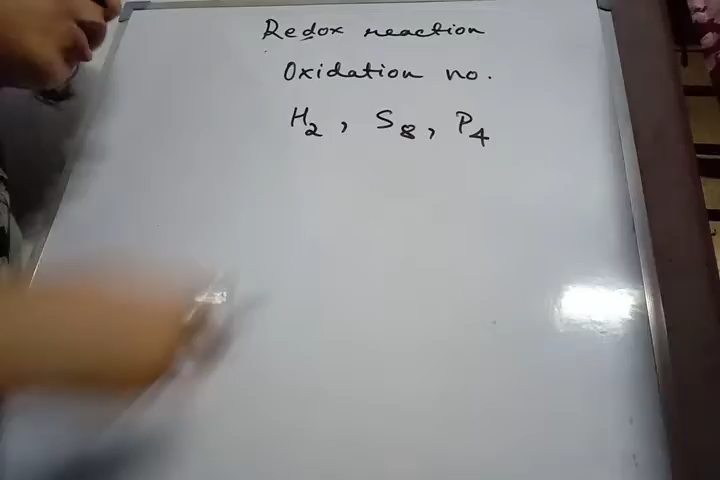 Redox reaction
Oxidation no.
H₂, S₈, P₄